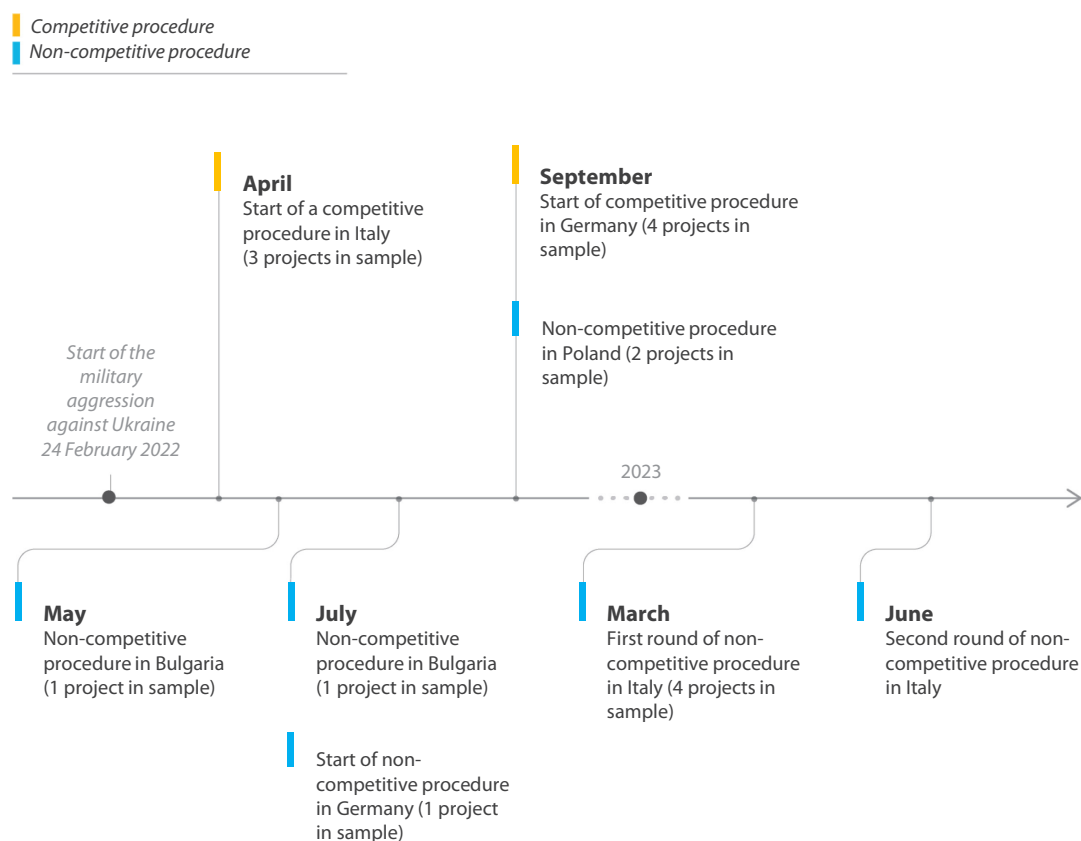 Competitive procedure
Non-competitive procedure
April
Start of a competitive
procedure in Italy
(3 projects in sample)
September
Start of competitive procedure
in Germany (4 projects in
sample)
Non-competitive procedure
in Poland (2 projects in
sample)
Start of the
military
aggression
against Ukraine
24 February 2022
2023
May
Non-competitive
procedure in Bulgaria
(1 project in sample)
July
Non-competitive
procedure in Bulgaria
(1 project in sample)
Start of non-
competitive procedure
in Germany (1 project
in sample)
March
First round of non-
competitive procedure
in Italy (4 projects in
sample)
June
Second round of non-
competitive procedure
in Italy